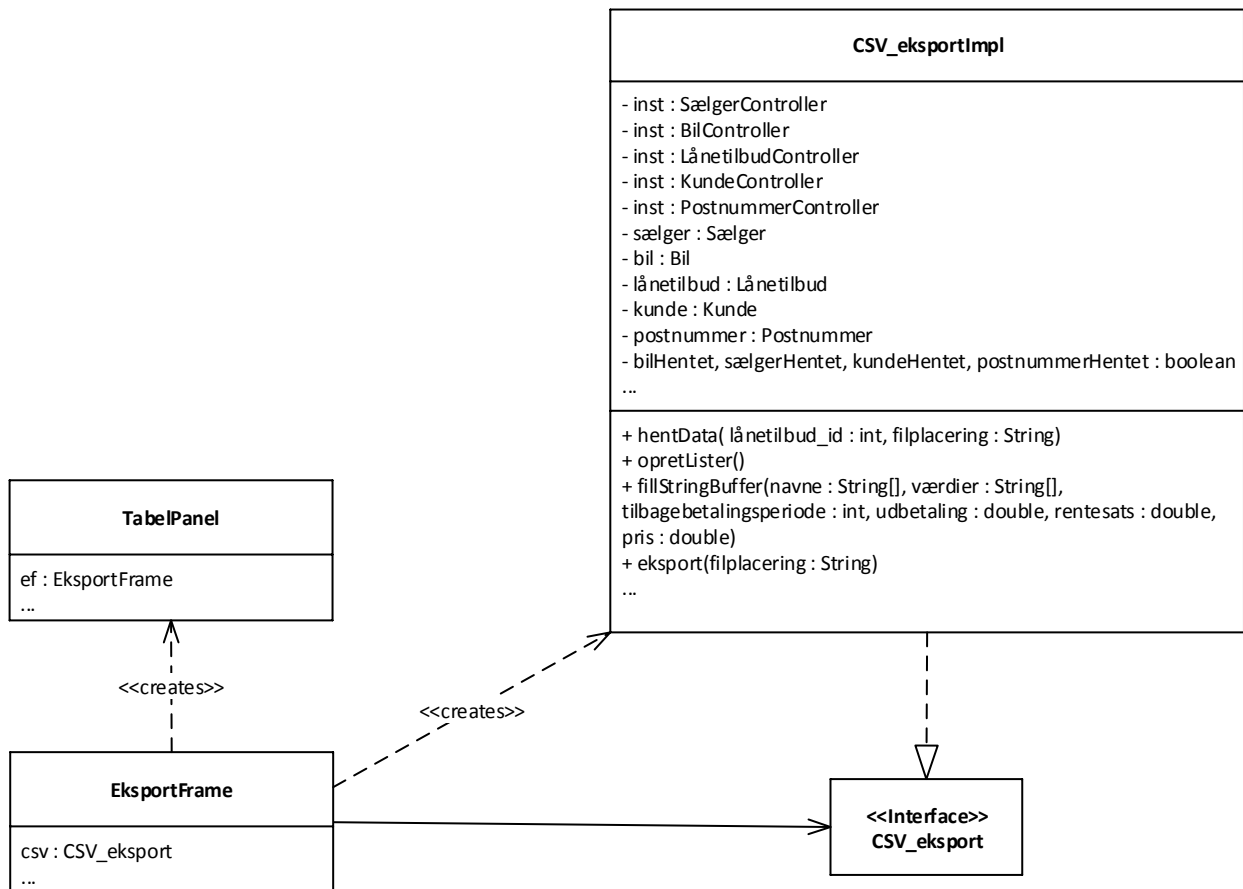 CSV_eksportImpl
- inst : SælgerController
- inst : BilController
- inst : LånetilbudController
- inst : KundeController
- inst : PostnummerController
- sælger : Sælger
- bil : Bil
- lånetilbud : Lånetilbud
- kunde : Kunde
- postnummer : Postnummer
- bilHentet, sælgerHentet, kundeHentet, postnummerHentet : boolean
...
+ hentData( lånetilbud_id : int, filplacering : String)
+ opretLister()
+ fillStringBuffer(navne : String[], værdier : String[],
tilbagebetalingsperiode : int, udbetaling : double, rentesats : double,
pris : double)
+ eksport(filplacering : String)
...
TabelPanel
ef : EksportFrame
...
<<creates>>
<<creates>>
EksportFrame
csv : CSV_eksport
...
<<Interface>>
CSV_eksport